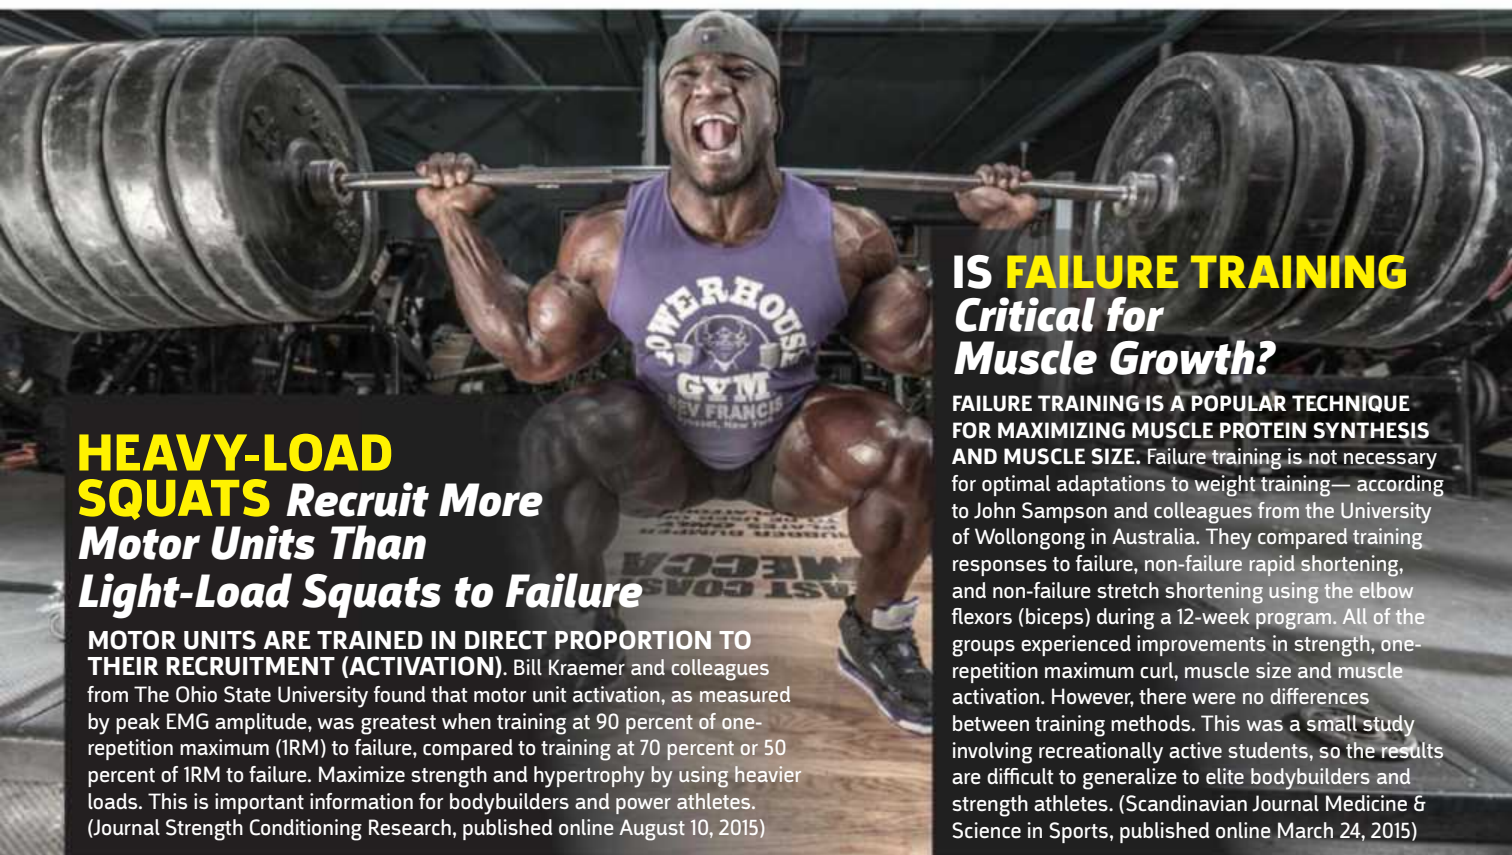 HEAVY-LOAD
SQUATS Recruit More
Motor Units Than
Light-Load Squats to Failure
MOTOR UNITS ARE TRAINED IN DIRECT PROPORTION TO
THEIR RECRUITMENT (ACTIVATION). Bill Kraemer and colleagues
from The Ohio State University found that motor unit activation, as measured
by peak EMG amplitude, was greatest when training at 90 percent of one-
repetition maximum (1RM) to failure, compared to training at 70 percent or 50
percent of 1RM to failure. Maximize strength and hypertrophy by using heavier
loads. This is important information for bodybuilders and power athletes.
(Journal Strength Conditioning Research, published online August 10, 2015)
IS FAILURE TRAINING
Critical for
Muscle Growth?
FAILURE TRAINING IS A POPULAR TECHNIQUE
FOR MAXIMIZING MUSCLE PROTEIN SYNTHESIS
AND MUSCLE SIZE. Failure training is not necessary
for optimal adaptations to weight training— according
to John Sampson and colleagues from the University
of Wollongong in Australia. They compared training
responses to failure, non-failure rapid shortening,
and non-failure stretch shortening using the elbow
flexors (biceps) during a 12-week program. All of the
groups experienced improvements in strength, one-
repetition maximum curl, muscle size and muscle
activation. However, there were no differences
between training methods. This was a small study
involving recreationally active students, so the results
are difficult to generalize to elite bodybuilders and
strength athletes. (Scandinavian Journal Medicine &
Science in Sports, published online March 24, 2015)
POWERHOUSE
GYM
BEV FRANCIS
EAST COAST
MECCA